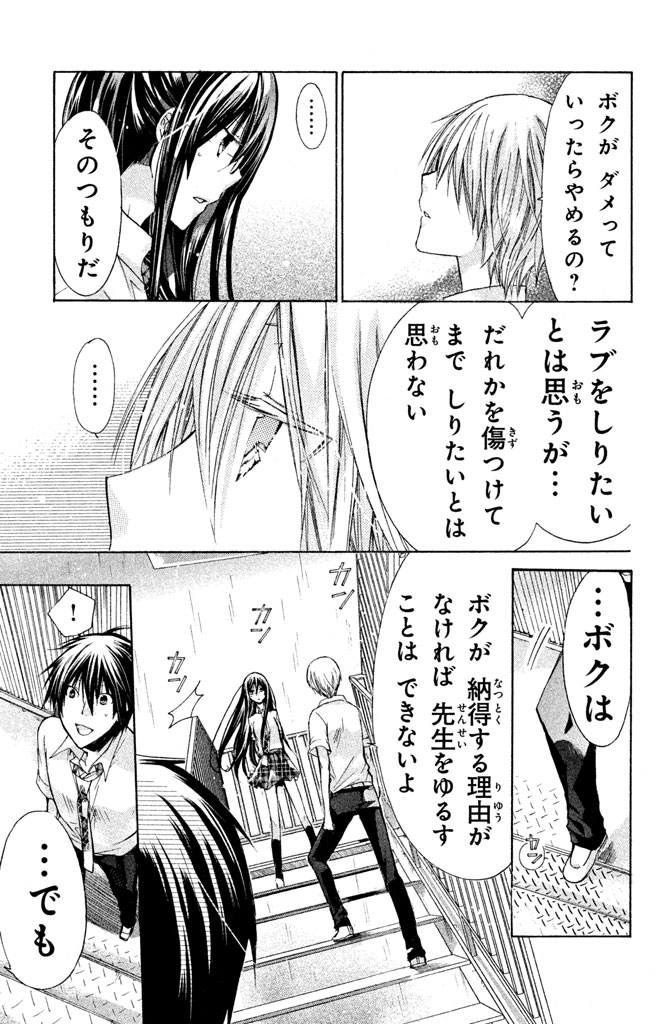 ボクが ダメって
いったらやめるの?
……
そのつもりだ
ラブをしりたい
とは思うが…
だれかを傷つけて
まで しりたいとは
思わない
……
…ボクは
カン
ボクが 納得する理由が
なければ 先生をゆるす
ことは できないよ
カン
カン
カン
!
…でも